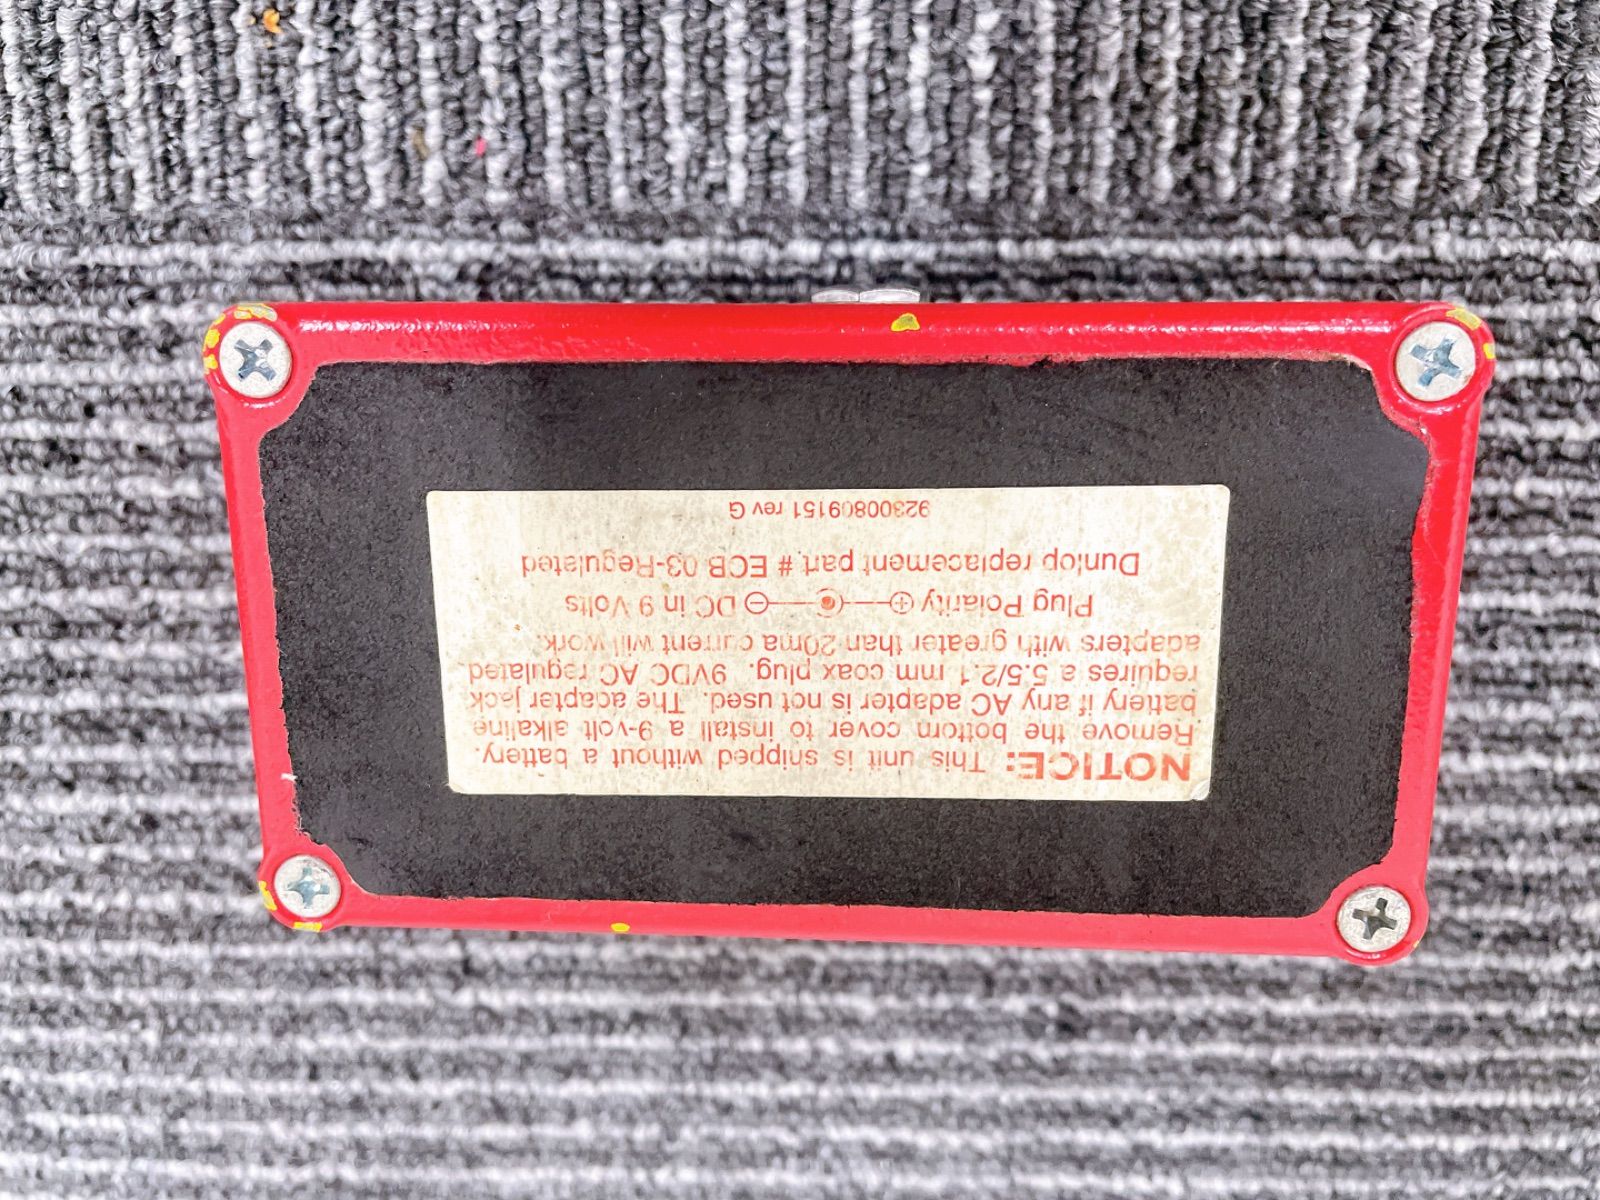 NOTICE: This unit is shipped without a battery.
Remove the bottom cover to install a 9-volt alkaline
battery if any AC adapter is not used. The adapter jack
requires a 5.5/2.1 mm coax plug. 9VDC AC regulated
adapters with greater than 20ma current will work.
Plug Polarity ⊕—●—⊖ DC in 9 Volts
Dunlop replacement part # ECB 03-Regulated
92300809151 rev G